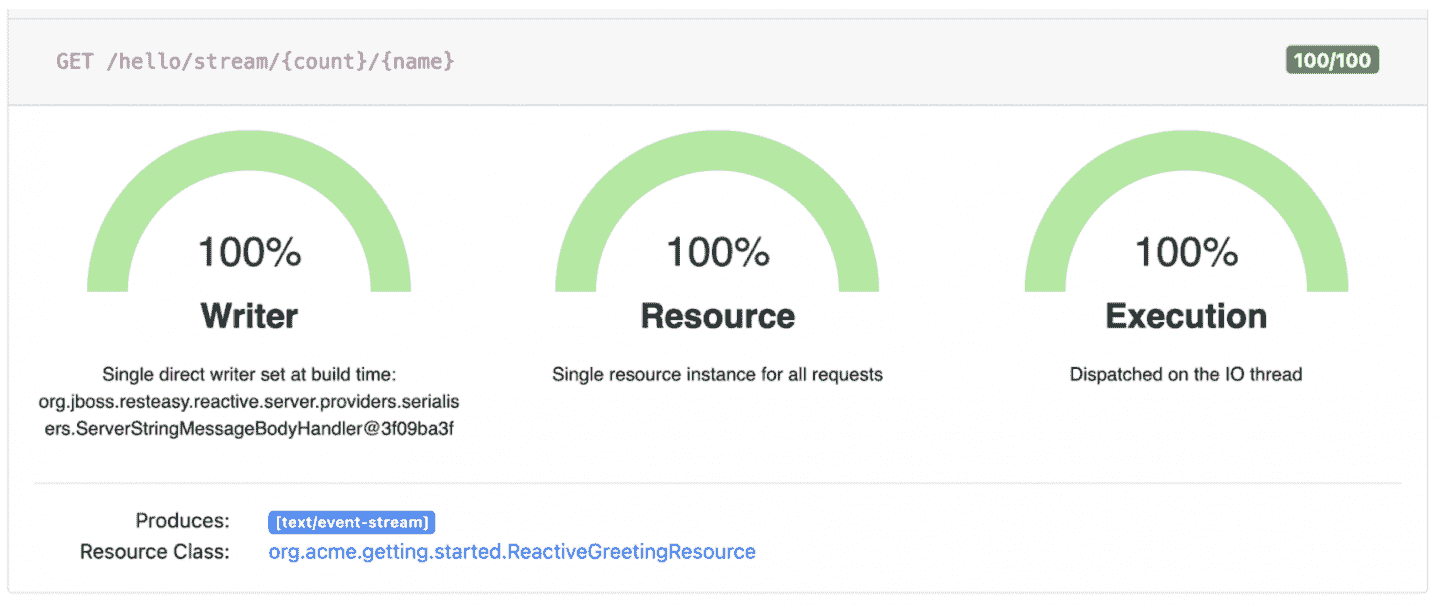 GET /hello/stream/{count}/{name}
100/100
100%
Writer
Single direct writer set at build time:
org.jboss.resteasy.reactive.server.providers.serialis
ers.ServerStringMessageBodyHandler@3f09ba3f
100%
Resource
Single resource instance for all requests
100%
Execution
Dispatched on the IO thread
Produces: [text/event-stream]
Resource Class: org.acme.getting.started.ReactiveGreetingResource